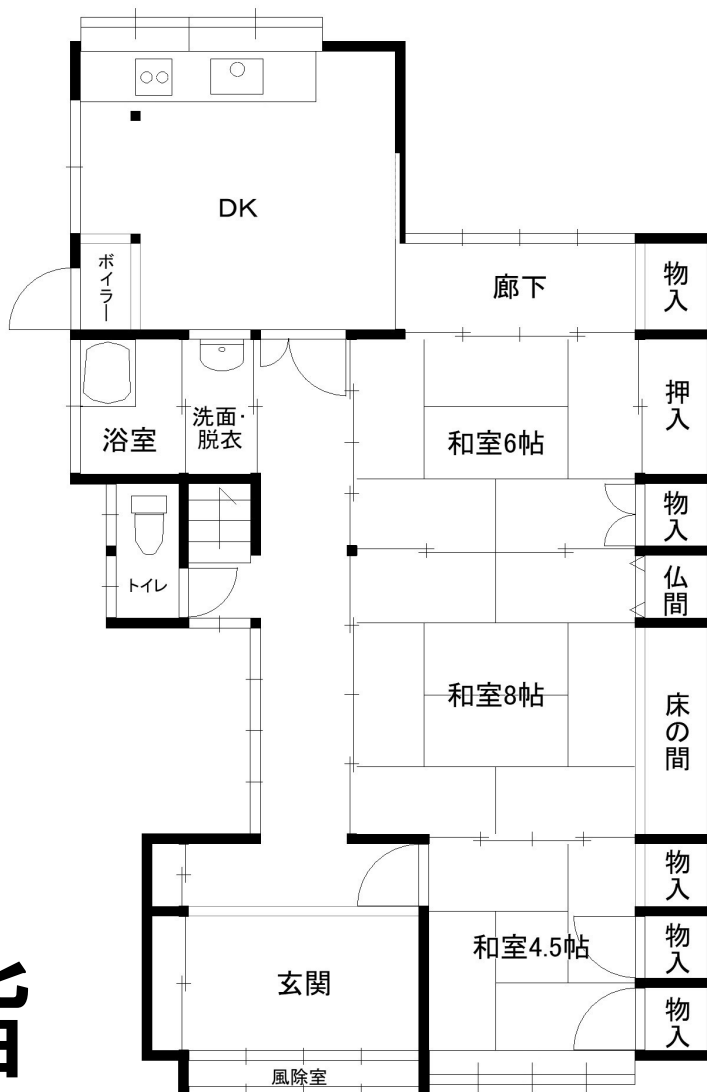 DK
ボイラー
廊下
物入
押入
浴室
洗面・
脱衣
和室6帖
物入
仏間
トイレ
和室8帖
床の間
物入
和室4.5帖
物入
玄関
物入
風除室